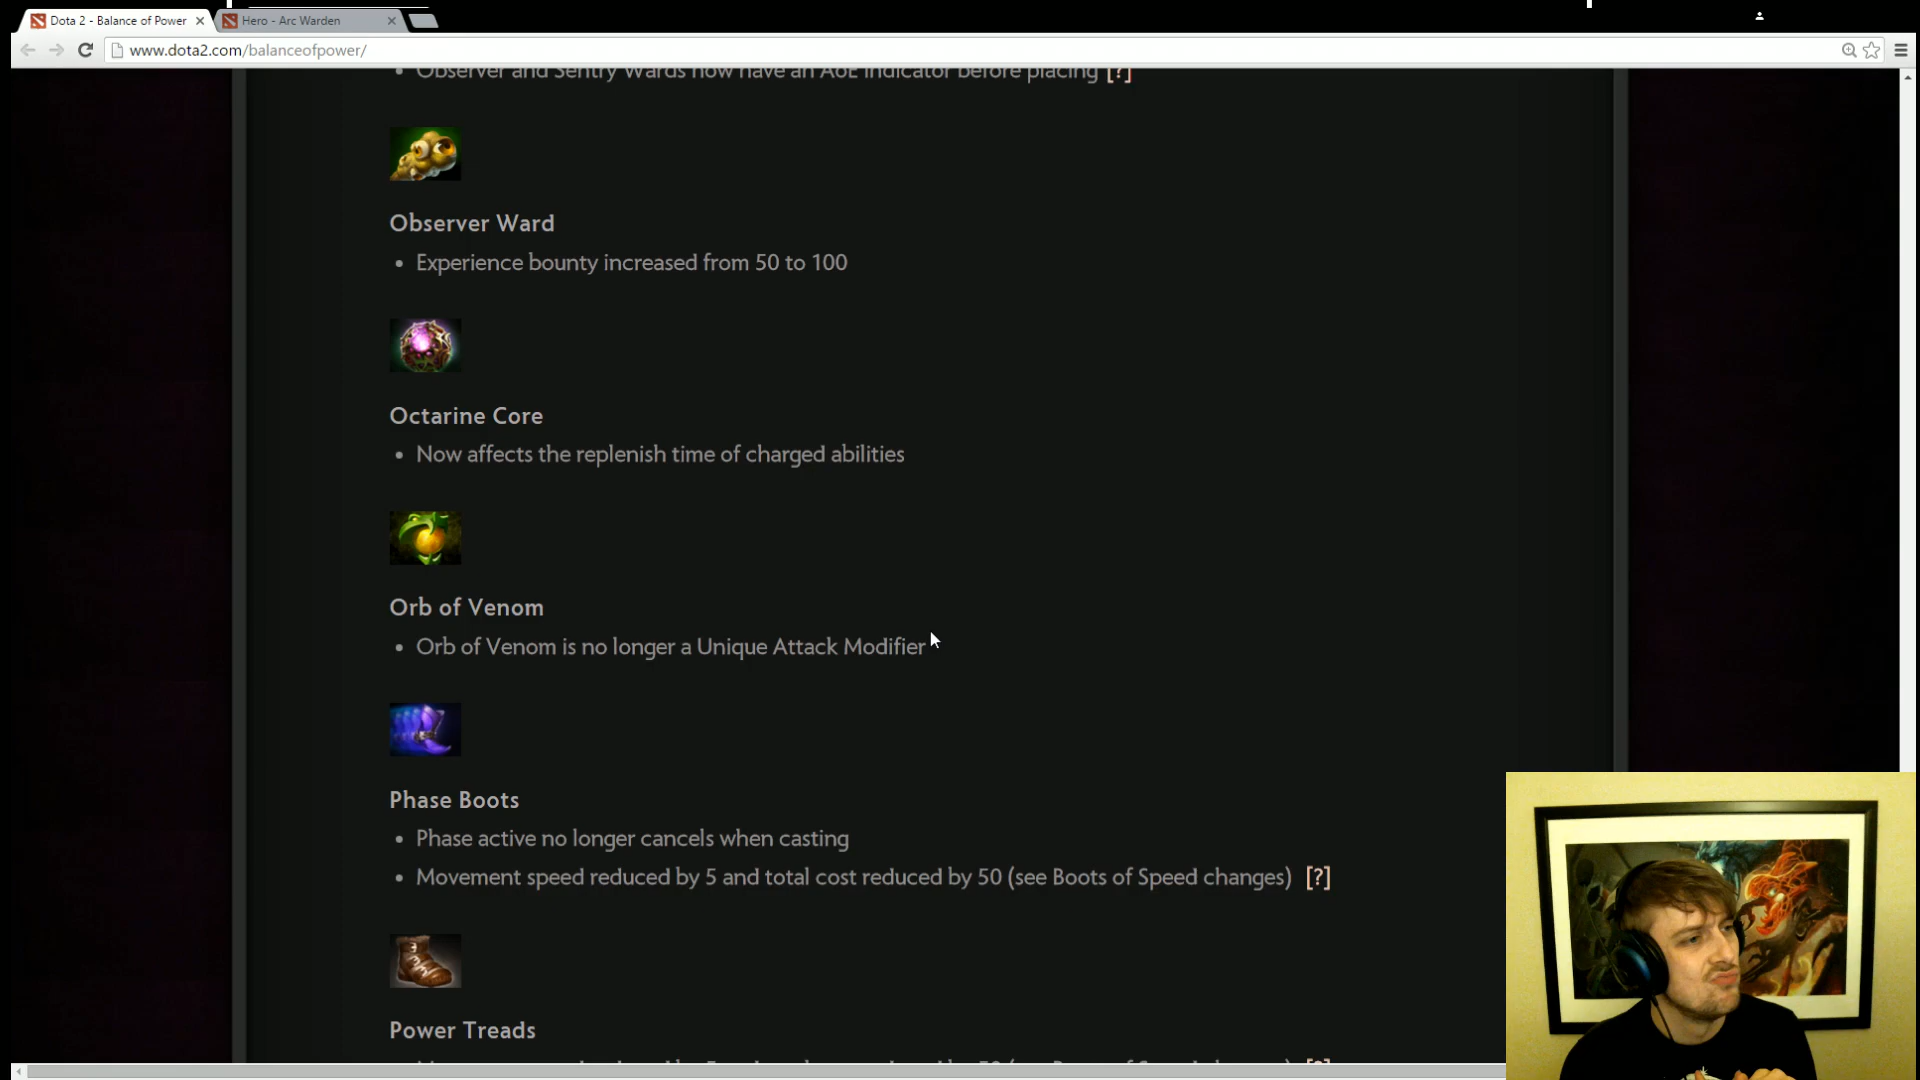 Dota 2 - Balance of Power
Hero - Arc Warden
www.dota2.com/balanceofpower/
• Observer and Sentry Wards now have an AoE indicator before placing [?]
Observer Ward
• Experience bounty increased from 50 to 100
Octarine Core
• Now affects the replenish time of charged abilities
Orb of Venom
• Orb of Venom is no longer a Unique Attack Modifier
Phase Boots
• Phase active no longer cancels when casting
• Movement speed reduced by 5 and total cost reduced by 50 (see Boots of Speed changes) [?]
Power Treads